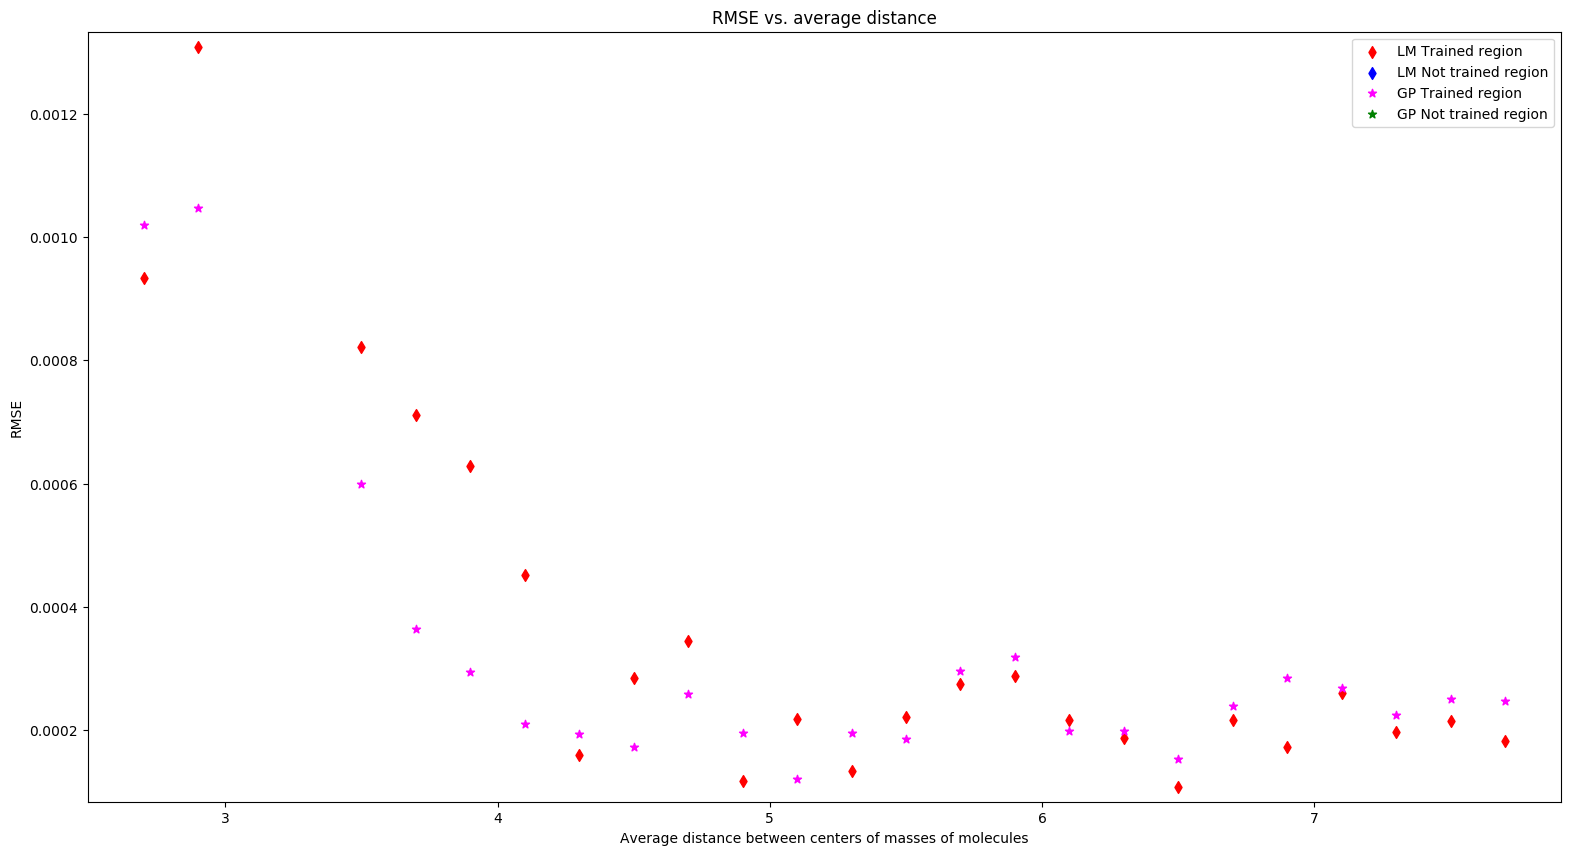 RMSE vs. average distance
LM Trained region
LM Not trained region
GP Trained region
GP Not trained region
0.0012
0.0010
0.0008
0.0006
0.0004
0.0002
RMSE
3
4
5
6
7
Average distance between centers of masses of molecules